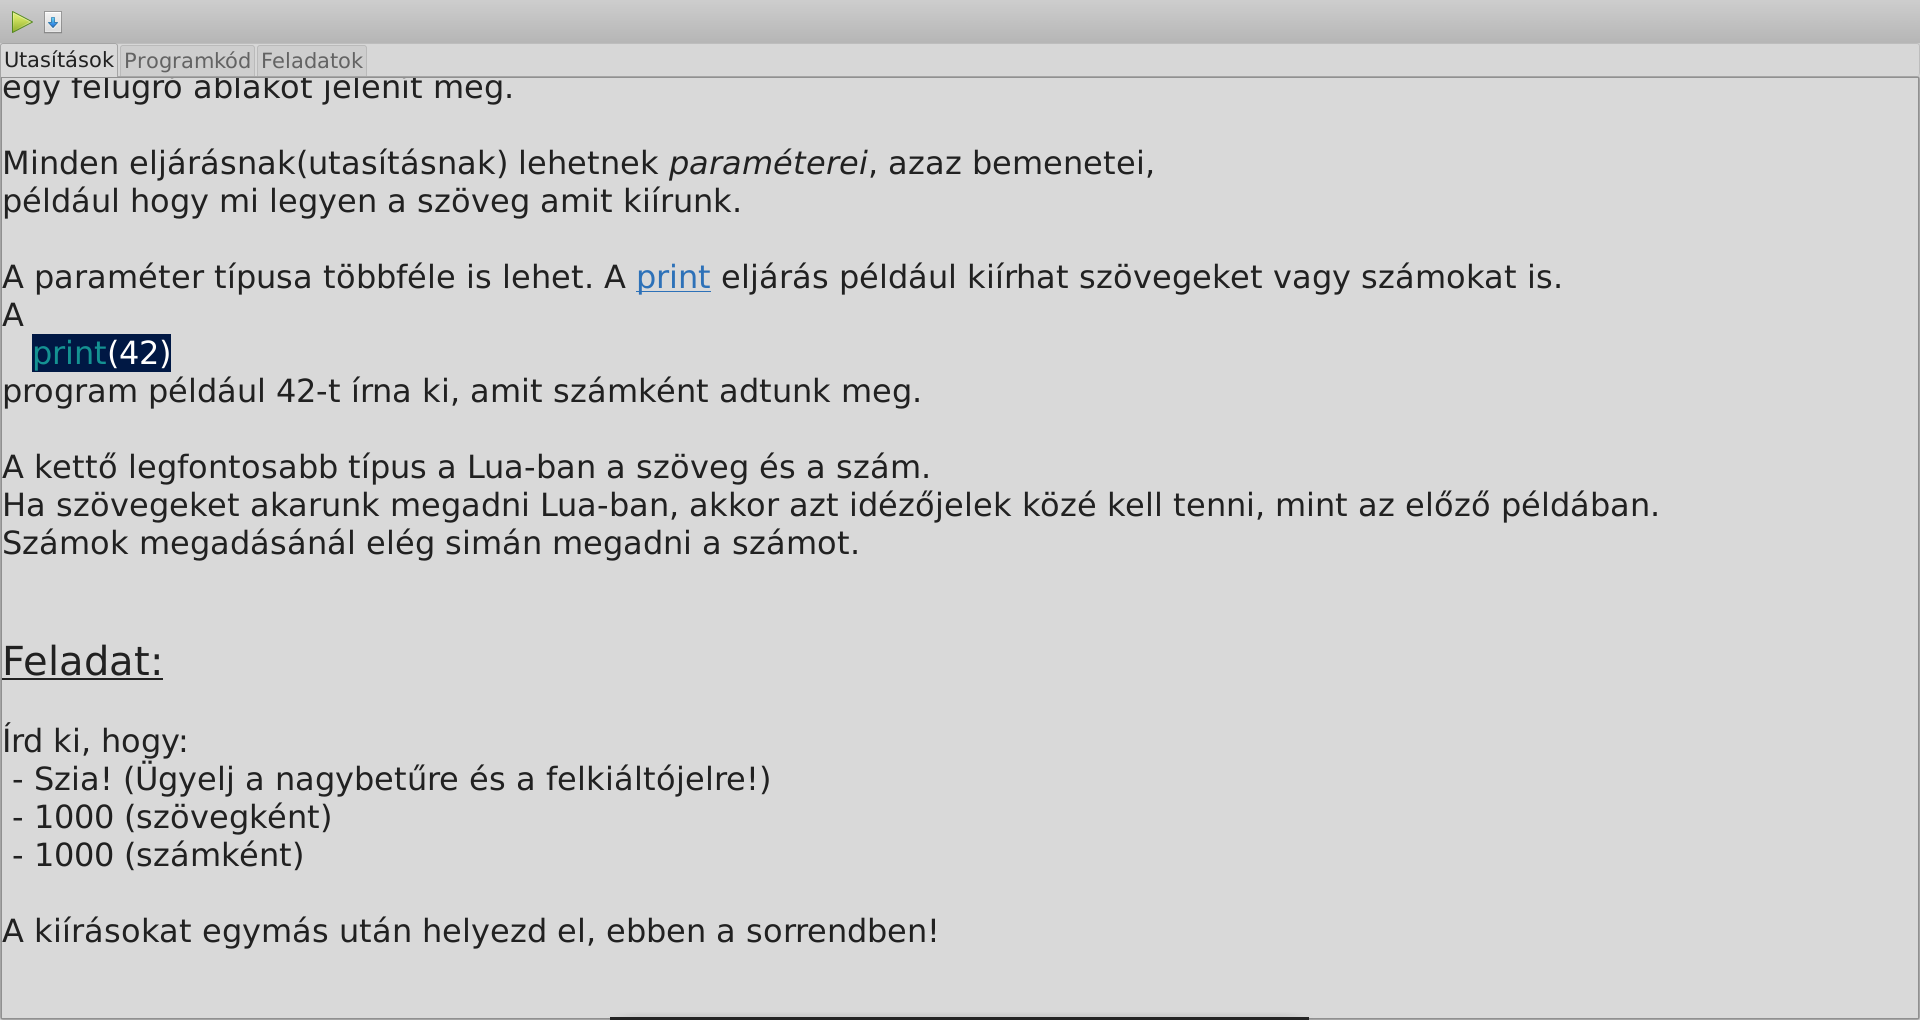 Utasítások Programkód Feladatok
egy felugró ablakot jelenít meg.
Minden eljárásnak(utasításnak) lehetnek paraméterei, azaz bemenetei,
például hogy mi legyen a szöveg amit kiírunk.
A paraméter típusa többféle is lehet. A print eljárás például kiírhat szövegeket vagy számokat is.
A
print(42)
program például 42-t írna ki, amit számként adtunk meg.
A kettő legfontosabb típus a Lua-ban a szöveg és a szám.
Ha szövegeket akarunk megadni Lua-ban, akkor azt idézőjelek közé kell tenni, mint az előző példában.
Számok megadásánál elég simán megadni a számot.
Feladat:
Írd ki, hogy:
- Szia! (Ügyelj a nagybetűre és a felkiáltójelre!)
- 1000 (szövegként)
- 1000 (számként)
A kiírásokat egymás után helyezd el, ebben a sorrendben!